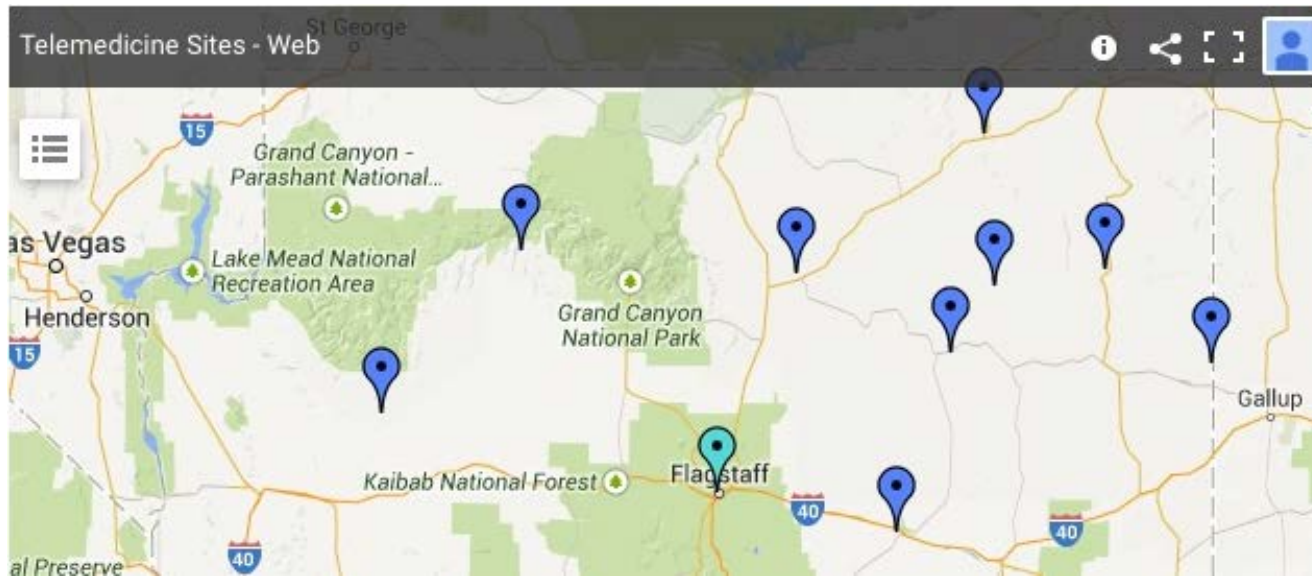 St George
Telemedicine Sites - Web
15
Grand Canyon -
Parashant National...
as Vegas
Lake Mead National
Recreation Area
Henderson
Grand Canyon
National Park
15
Gallup
Kaibab National Forest
Flagstaff
40
40
40
al Preserve